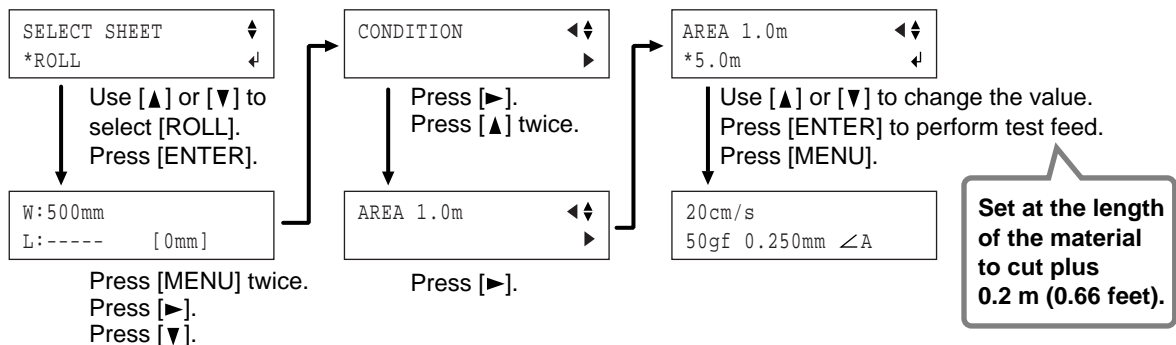 SELECT SHEET ▲▼
*ROLL ↵
Use [▲] or [▼] to
select [ROLL].
Press [ENTER].
W:500mm
L:----- [0mm]
Press [MENU] twice.
Press [►].
Press [▼].
CONDITION ◀▲▼
▶
Press [►].
Press [▲] twice.
AREA 1.0m ◀▲▼
▶
Press [►].
AREA 1.0m ◀▲▼
*5.0m ↵
Use [▲] or [▼] to change the value.
Press [ENTER] to perform test feed.
Press [MENU].
20cm/s
50gf 0.250mm ∠A
Set at the length
of the material
to cut plus
0.2 m (0.66 feet).